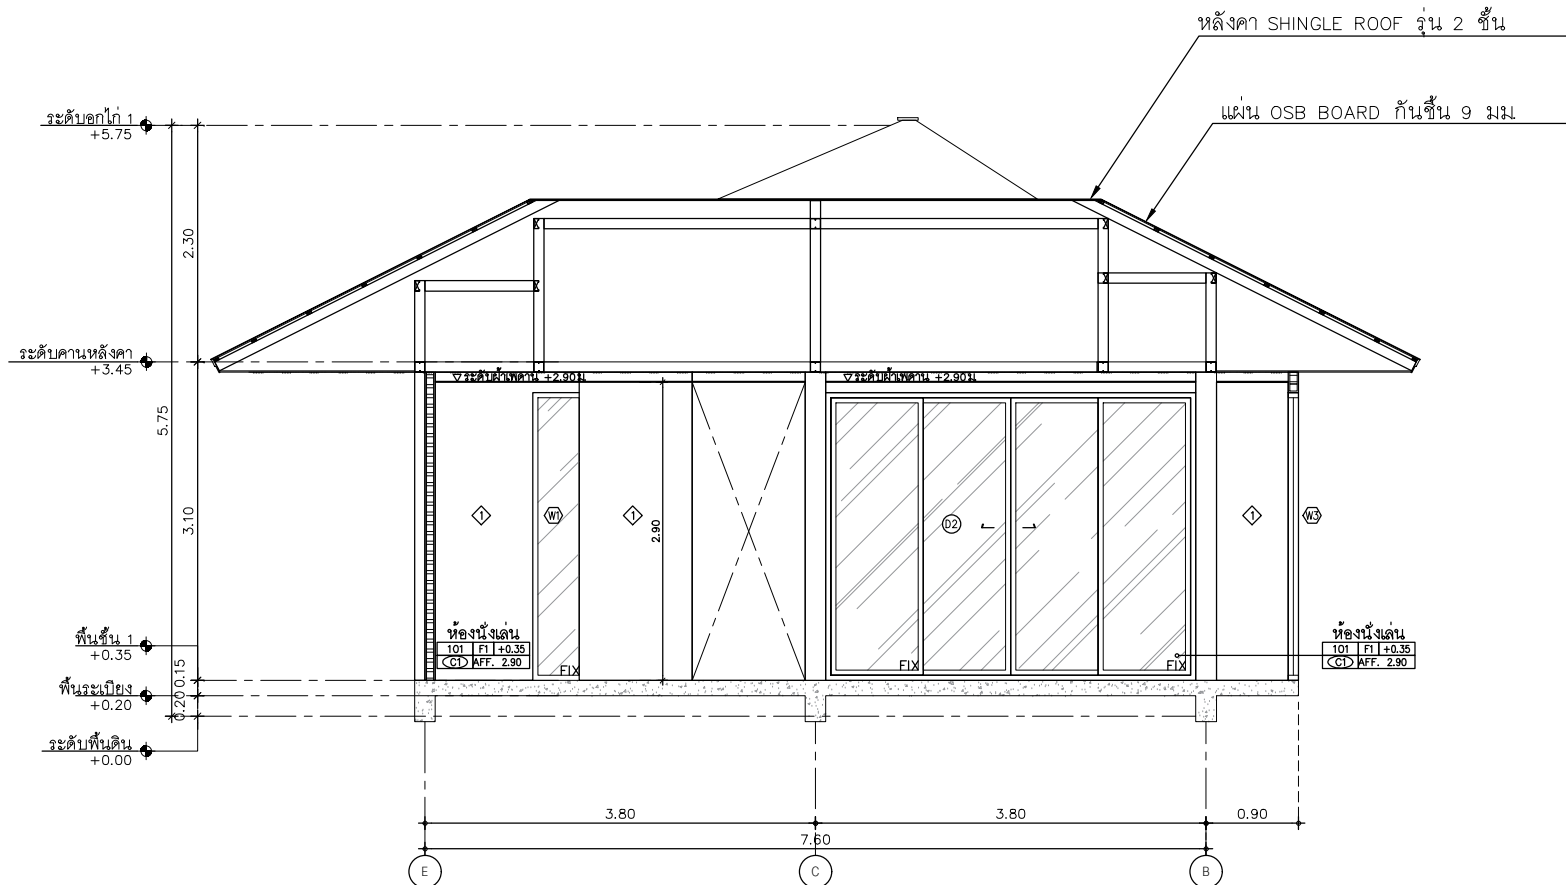 หลังคา SHINGLE ROOF รุ่น 2 ชั้น
แผ่น OSB BOARD กันชื้น 9 มม.
ระดับอกไก่ 1
+5.75
2.30
ระดับคานหลังคา
+3.45
▽ระดับฝ้าเพดาน +2.90ม.
▽ระดับฝ้าเพดาน +2.90ม.
5.75
3.10
1
W1
1
2.90
D2
1
W3
พื้นชั้น 1
+0.35
0.15
พื้นระเบียง
+0.20
0.20
ระดับพื้นดิน
+0.00
ห้องนั่งเล่น
101 F1 +0.35
C1 AFF. 2.90
FIX
FIX
FIX
ห้องนั่งเล่น
101 F1 +0.35
C1 AFF. 2.90
3.80
3.80
0.90
7.60
E
C
B